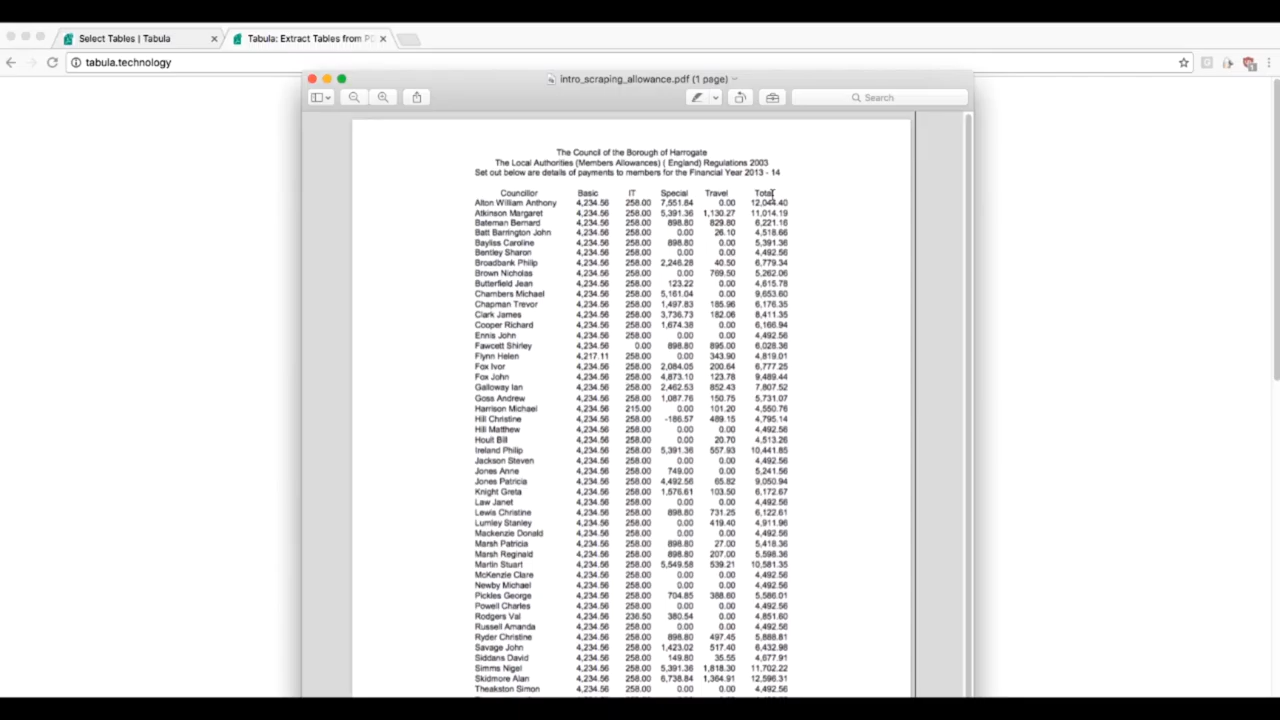 Select Tables | Tabula
Tabula: Extract Tables from PD
tabula.technology
intro_scraping_allowance.pdf (1 page)
Search
The Council of the Borough of Harrogate
The Local Authorities (Members Allowances) ( England) Regulations 2003
Set out below are details of payments to members for the Financial Year 2013 - 14
Councillor Basic IT Special Travel Total
Alton William Anthony 4,234.56 258.00 7,551.84 0.00 12,044.40
Atkinson Margaret 4,234.56 258.00 5,391.36 1,130.27 11,014.19
Bateman Bernard 4,234.56 258.00 898.80 829.80 6,221.16
Batt Barrington John 4,234.56 258.00 0.00 26.10 4,518.66
Bayliss Caroline 4,234.56 258.00 898.80 0.00 5,391.36
Bentley Sharon 4,234.56 258.00 0.00 0.00 4,492.56
Broadbank Philip 4,234.56 258.00 2,246.28 40.50 6,779.34
Brown Nicholas 4,234.56 258.00 0.00 769.50 5,262.06
Butterfield Jean 4,234.56 258.00 123.22 0.00 4,615.78
Chambers Michael 4,234.56 258.00 5,161.04 0.00 9,653.60
Chapman Trevor 4,234.56 258.00 1,497.83 185.96 6,176.35
Clark James 4,234.56 258.00 3,736.73 182.06 8,411.35
Cooper Richard 4,234.56 258.00 1,674.38 0.00 6,166.94
Ennis John 4,234.56 258.00 0.00 0.00 4,492.56
Fawcett Shirley 4,234.56 0.00 898.80 895.00 6,028.36
Flynn Helen 4,217.11 258.00 0.00 343.90 4,819.01
Fox Ivor 4,234.56 258.00 2,084.05 200.64 6,777.25
Fox John 4,234.56 258.00 4,873.10 123.78 9,489.44
Galloway Ian 4,234.56 258.00 2,462.53 852.43 7,807.52
Goss Andrew 4,234.56 258.00 1,087.76 150.75 5,731.07
Harrison Michael 4,234.56 215.00 0.00 101.20 4,550.76
Hill Christine 4,234.56 258.00 -186.57 489.15 4,795.14
Hill Matthew 4,234.56 258.00 0.00 0.00 4,492.56
Hoult Bill 4,234.56 258.00 0.00 20.70 4,513.26
Ireland Philip 4,234.56 258.00 5,391.36 557.93 10,441.85
Jackson Steven 4,234.56 258.00 0.00 0.00 4,492.56
Jones Anne 4,234.56 258.00 749.00 0.00 5,241.56
Jones Patricia 4,234.56 258.00 4,492.56 65.82 9,050.94
Knight Greta 4,234.56 258.00 1,576.61 103.50 6,172.67
Law Janet 4,234.56 258.00 0.00 0.00 4,492.56
Lewis Christine 4,234.56 258.00 898.80 731.25 6,122.61
Lumley Stanley 4,234.56 258.00 0.00 419.40 4,911.96
Mackenzie Donald 4,234.56 258.00 0.00 0.00 4,492.56
Marsh Patricia 4,234.56 258.00 898.80 27.00 5,418.36
Marsh Reginald 4,234.56 258.00 898.80 207.00 5,598.36
Martin Stuart 4,234.56 258.00 5,549.58 539.21 10,581.35
McKenzie Clare 4,234.56 258.00 0.00 0.00 4,492.56
Newby Michael 4,234.56 258.00 0.00 0.00 4,492.56
Pickles George 4,234.56 258.00 704.85 388.60 5,586.01
Powell Charles 4,234.56 258.00 0.00 0.00 4,492.56
Rodgers Val 4,234.56 236.50 380.54 0.00 4,851.60
Russell Amanda 4,234.56 258.00 0.00 0.00 4,492.56
Ryder Christine 4,234.56 258.00 898.80 497.45 5,888.81
Savage John 4,234.56 258.00 1,423.02 517.40 6,432.98
Siddans David 4,234.56 258.00 149.80 35.55 4,677.91
Simms Nigel 4,234.56 258.00 5,391.36 1,818.30 11,702.22
Skidmore Alan 4,234.56 258.00 6,738.84 1,364.91 12,596.31
Theakston Simon 4,234.56 258.00 0.00 0.00 4,492.56